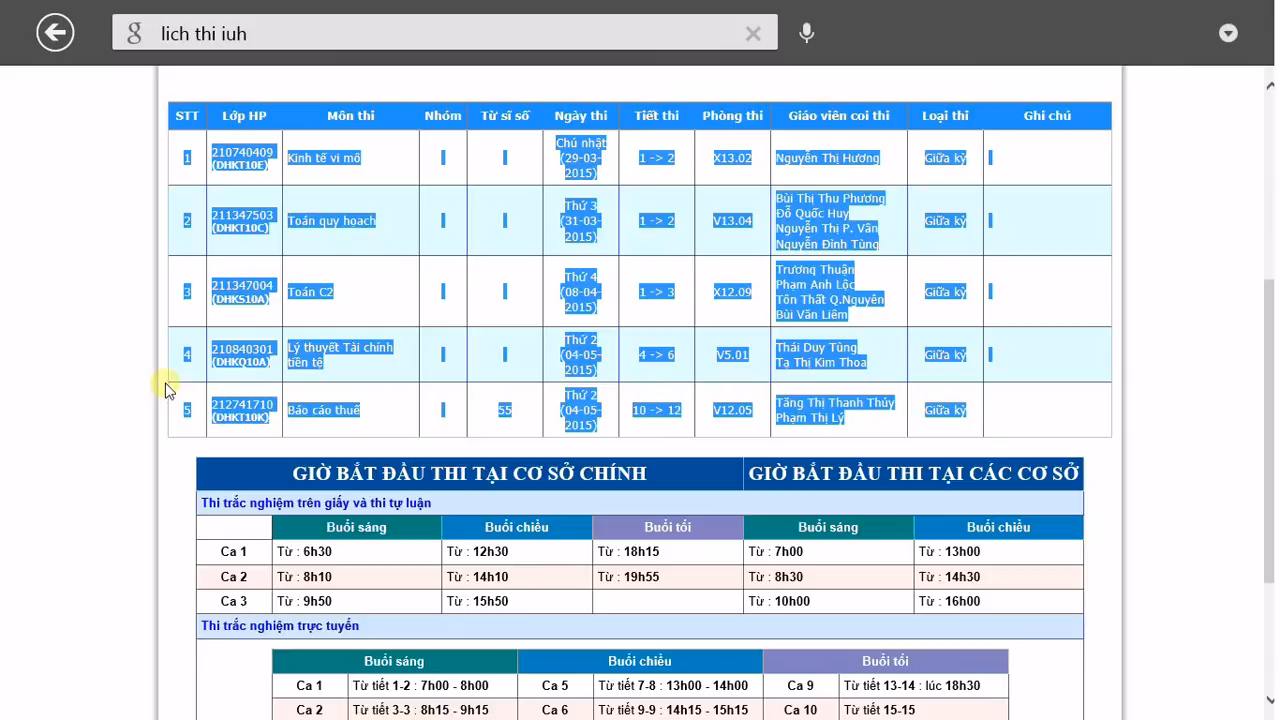 lich thi iuh
STT Lớp HP Môn thi Nhóm Từ sĩ số Ngày thi Tiết thi Phòng thi Giáo viên coi thi Loại thi Ghi chú
1 210740409 (DHKT10E) Kinh tế vi mô Chủ nhật (29-03-2015) 1 -> 2 X13.02 Nguyễn Thị Hương Giữa kỳ
2 211347503 (DHKT10C) Toán quy hoạch Thứ 3 (31-03-2015) 1 -> 2 V13.04 Bùi Thị Thu Phương Đỗ Quốc Huy Nguyễn Thị P. Vân Nguyễn Đình Tùng Giữa kỳ
3 211347004 (DHKS10A) Toán C2 Thứ 4 (08-04-2015) 1 -> 3 X12.09 Trương Thuận Phạm Anh Lộc Tôn Thất Q.Nguyên Bùi Văn Liêm Giữa kỳ
4 210840301 (DHKQ10A) Lý thuyết Tài chính tiền tệ Thứ 2 (04-05-2015) 4 -> 6 V5.01 Thái Duy Tùng Tạ Thị Kim Thoa Giữa kỳ
5 212741710 (DHKT10K) Báo cáo thuế 55 Thứ 2 (04-05-2015) 10 -> 12 V12.05 Tăng Thị Thanh Thủy Phạm Thị Lý Giữa kỳ
GIỜ BẮT ĐẦU THI TẠI CƠ SỞ CHÍNH GIỜ BẮT ĐẦU THI TẠI CÁC CƠ SỞ
Thi trắc nghiệm trên giấy và thi tự luận
Buổi sáng Buổi chiều Buổi tối Buổi sáng Buổi chiều
Ca 1 Từ : 6h30 Từ : 12h30 Từ : 18h15 Từ : 7h00 Từ : 13h00
Ca 2 Từ : 8h10 Từ : 14h10 Từ : 19h55 Từ : 8h30 Từ : 14h30
Ca 3 Từ : 9h50 Từ : 15h50 Từ : 10h00 Từ : 16h00
Thi trắc nghiệm trực tuyến
Buổi sáng Buổi chiều Buổi tối
Ca 1 Từ tiết 1-2 : 7h00 - 8h00 Ca 5 Từ tiết 7-8 : 13h00 - 14h00 Ca 9 Từ tiết 13-14 : lúc 18h30
Ca 2 Từ tiết 3-3 : 8h15 - 9h15 Ca 6 Từ tiết 9-9 : 14h15 - 15h15 Ca 10 Từ tiết 15-15